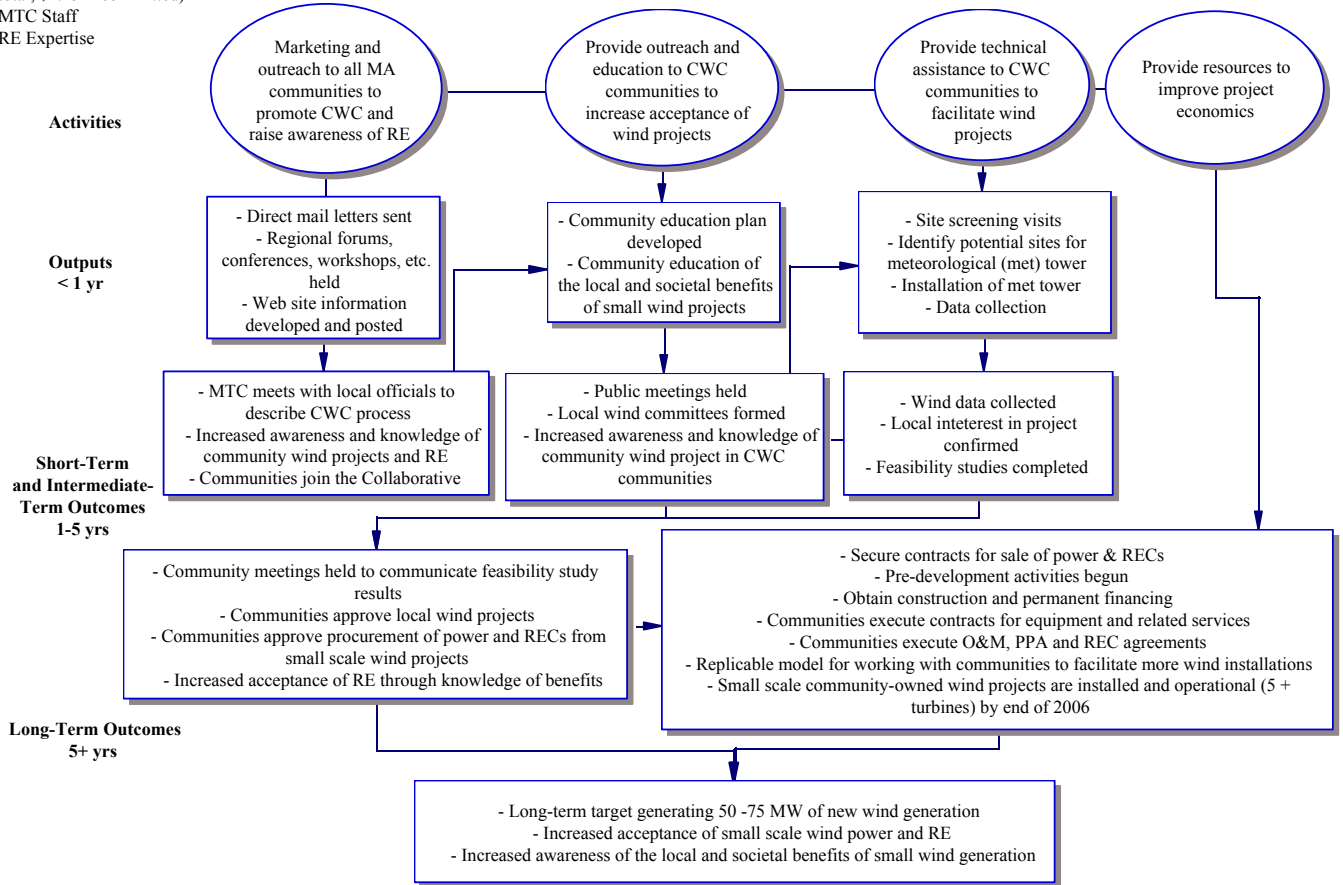 MTC Staff
RE Expertise
Activities
Marketing and
outreach to all MA
communities to
promote CWC and
raise awareness of RE
Provide outreach and
education to CWC
communities to
increase acceptance of
wind projects
Provide technical
assistance to CWC
communities to
facilitate wind
projects
Provide resources to
improve project
economics
Outputs
< 1 yr
- Direct mail letters sent
- Regional forums,
conferences, workshops, etc.
held
- Web site information
developed and posted
- Community education plan
developed
- Community education of
the local and societal benefits
of small wind projects
- Site screening visits
- Identify potential sites for
meteorological (met) tower
- Installation of met tower
- Data collection
Short-Term
and Intermediate-
Term Outcomes
1-5 yrs
- MTC meets with local officials to
describe CWC process
- Increased awareness and knowledge of
community wind projects and RE
- Communities join the Collaborative
- Public meetings held
- Local wind committees formed
- Increased awareness and knowledge of
community wind project in CWC
communities
- Wind data collected
- Local inteterest in project
confirmed
- Feasibility studies completed
- Community meetings held to communicate feasibility study
results
- Communities approve local wind projects
- Communities approve procurement of power and RECs from
small scale wind projects
- Increased acceptance of RE through knowledge of benefits
- Secure contracts for sale of power & RECs
- Pre-development activities begun
- Obtain construction and permanent financing
- Communities execute contracts for equipment and related services
- Communities execute O&M, PPA and REC agreements
- Replicable model for working with communities to facilitate more wind installations
- Small scale community-owned wind projects are installed and operational (5 +
turbines) by end of 2006
Long-Term Outcomes
5+ yrs
- Long-term target generating 50 -75 MW of new wind generation
- Increased acceptance of small scale wind power and RE
- Increased awareness of the local and societal benefits of small wind generation